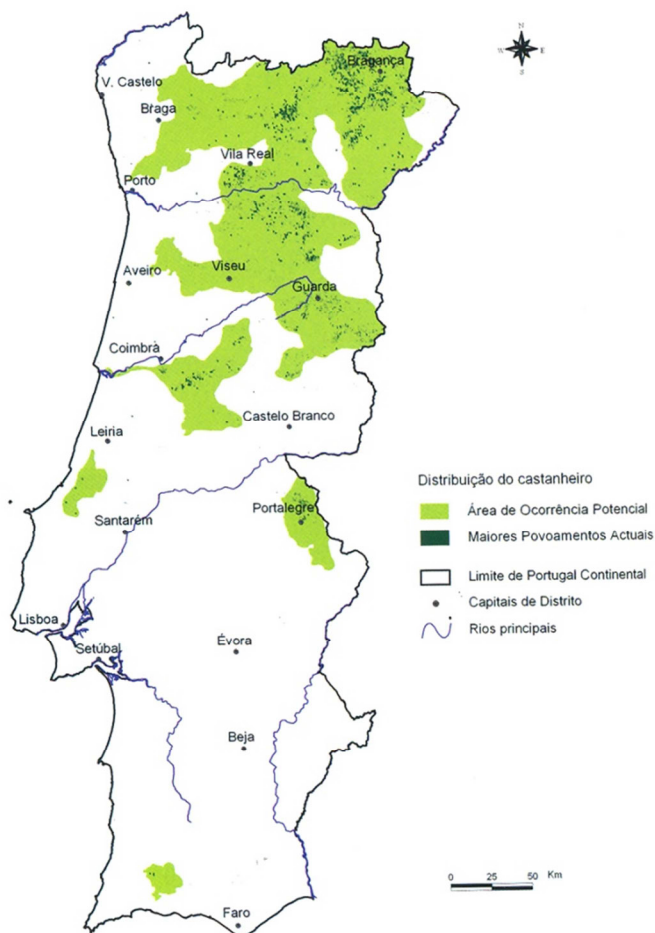 N
W E
S
Bragança
V. Castelo
Braga
Vila Real
Porto
Aveiro
Viseu
Guarda
Coimbra
Castelo Branco
Leiria
Distribuição do castanheiro
Área de Ocorrência Potencial
Portalegre
Santarém
Maiores Povoamentos Actuais
Limite de Portugal Continental
Capitais de Distrito
Lisboa
Rios principais
Évora
Setúbal
Beja
0 25 50 Km
Faro